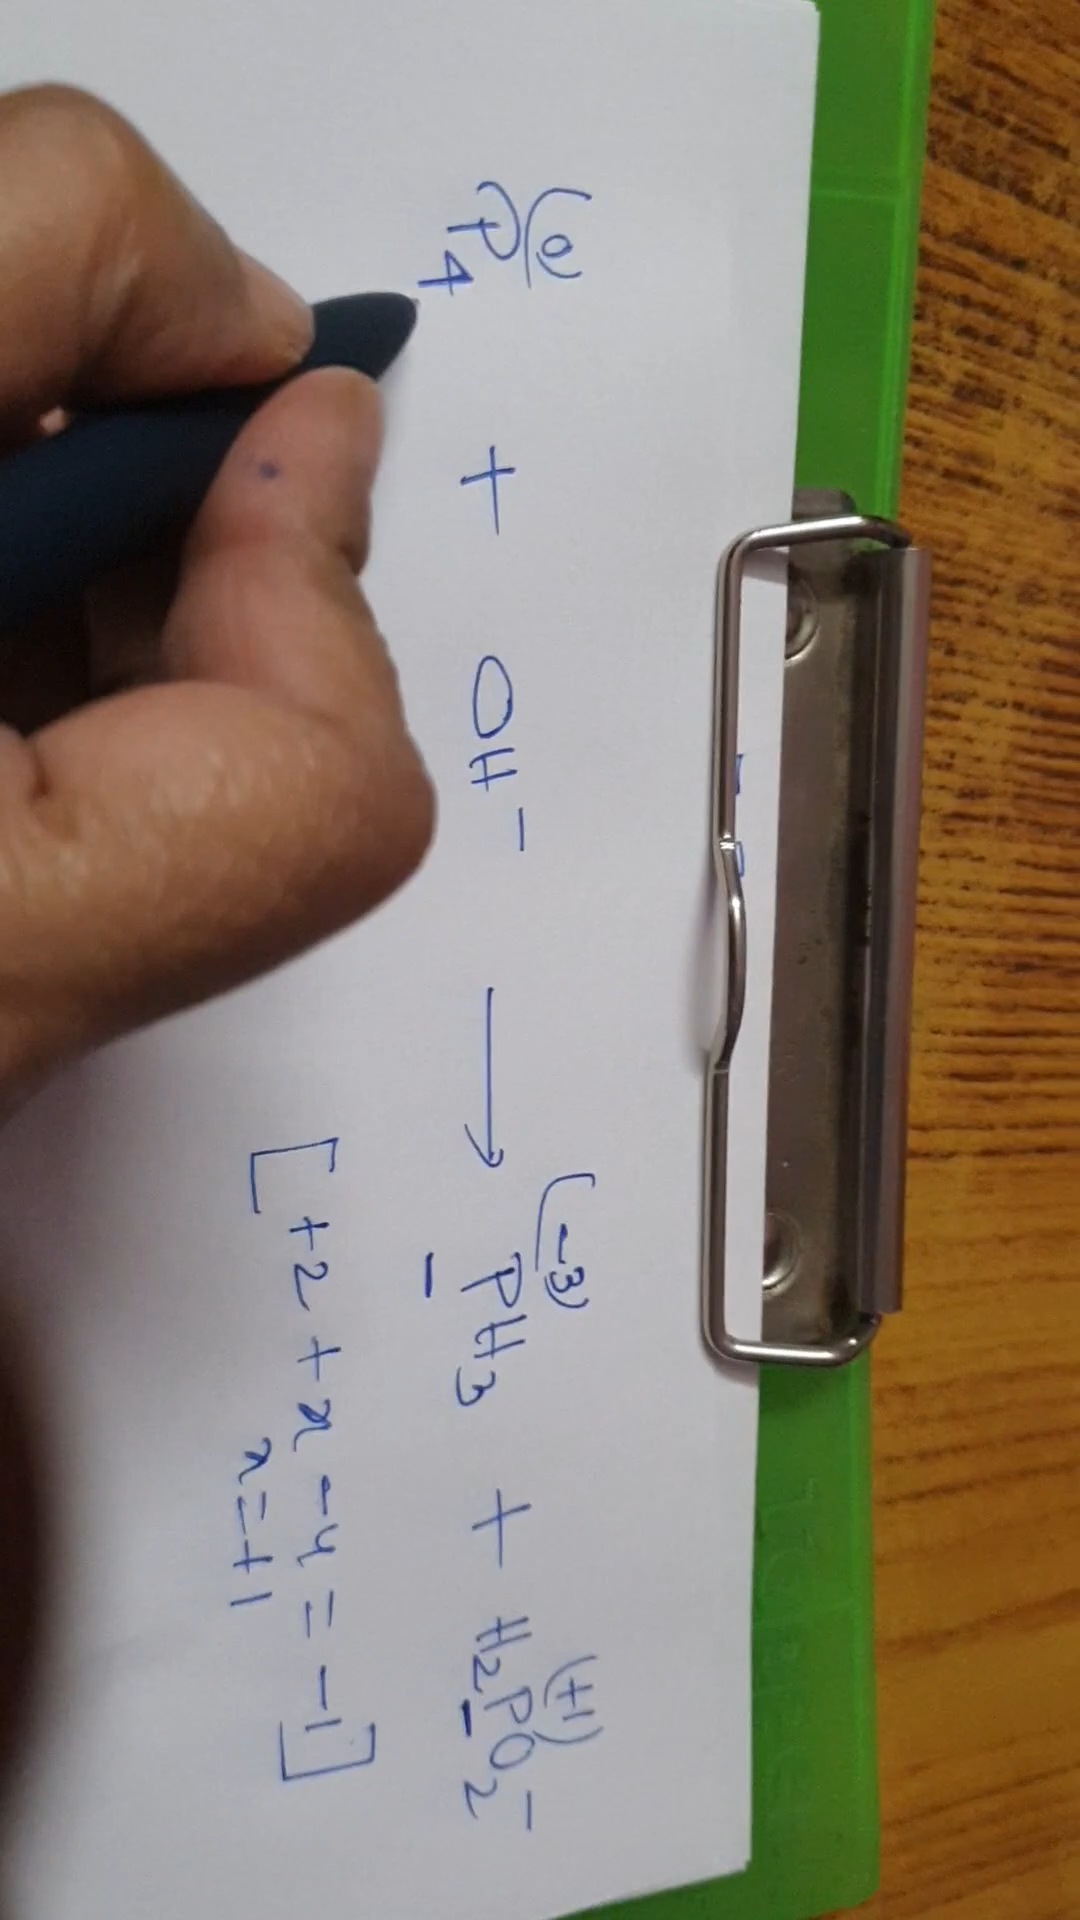 (0) (-3) (+1)
P4 + OH⁻ → PH3 + H2PO2⁻
[+2 + x - 4 = -1]
x = +1